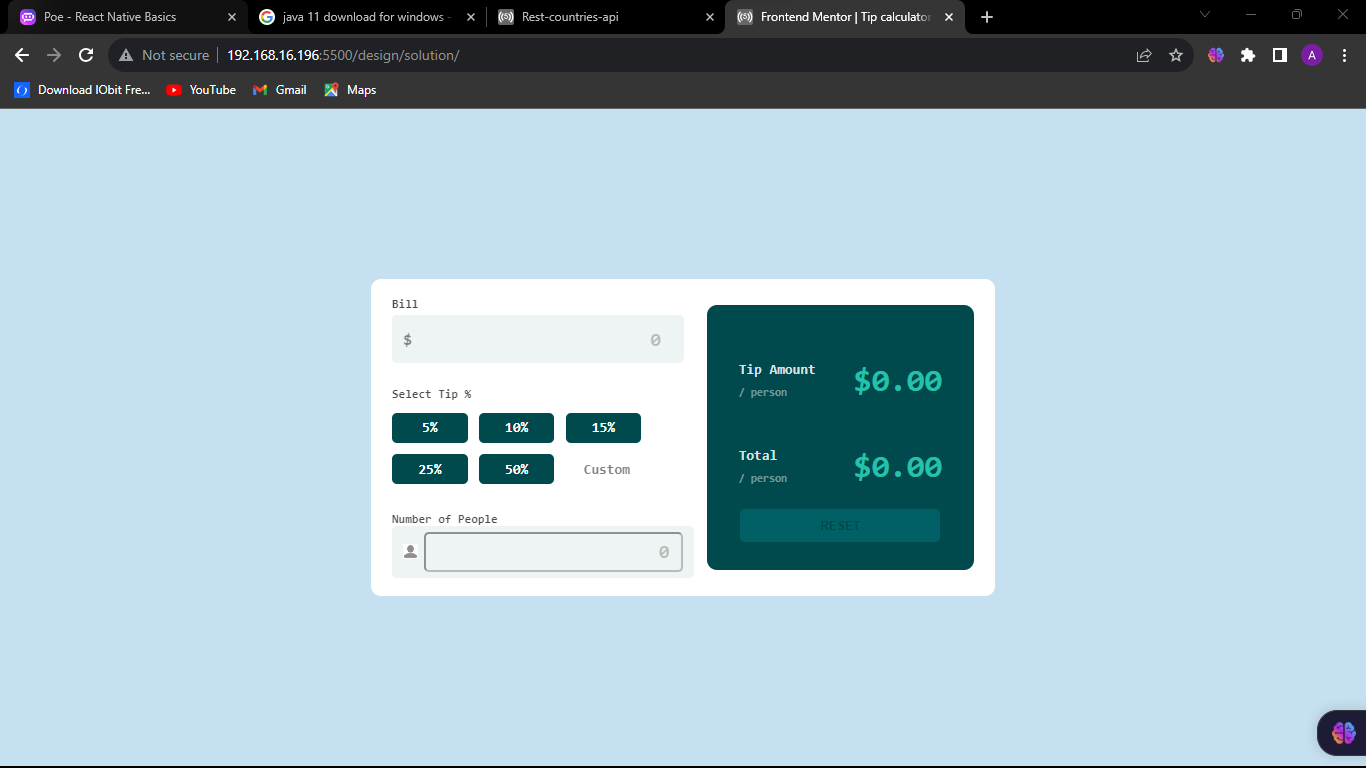 Poe - React Native Basics
java 11 download for windows -
Rest-countries-api
Frontend Mentor | Tip calculator
Not secure
192.168.16.196:5500/design/solution/
A
Download IObit Fre...
YouTube
Gmail
Maps
Bill
$ 0
Select Tip %
5% 10% 15%
25% 50% Custom
Number of People
0
Tip Amount
/ person
$0.00
Total
/ person
$0.00
RESET